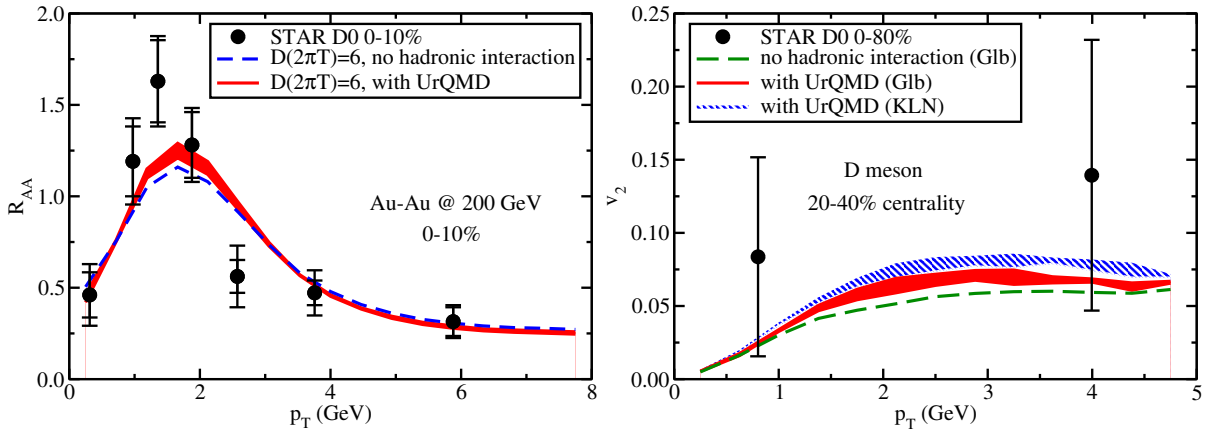 STAR D0 0-10%
D(2πT)=6, no hadronic interaction
D(2πT)=6, with UrQMD
2.0
1.5
1.0
0.5
0.0
R_AA
Au-Au @ 200 GeV
0-10%
0 2 4 6 8
p_T (GeV)
STAR D0 0-80%
no hadronic interaction (Glb)
with UrQMD (Glb)
with UrQMD (KLN)
0.25
0.20
0.15
0.10
0.05
0.00
v_2
D meson
20-40% centrality
0 1 2 3 4 5
p_T (GeV)